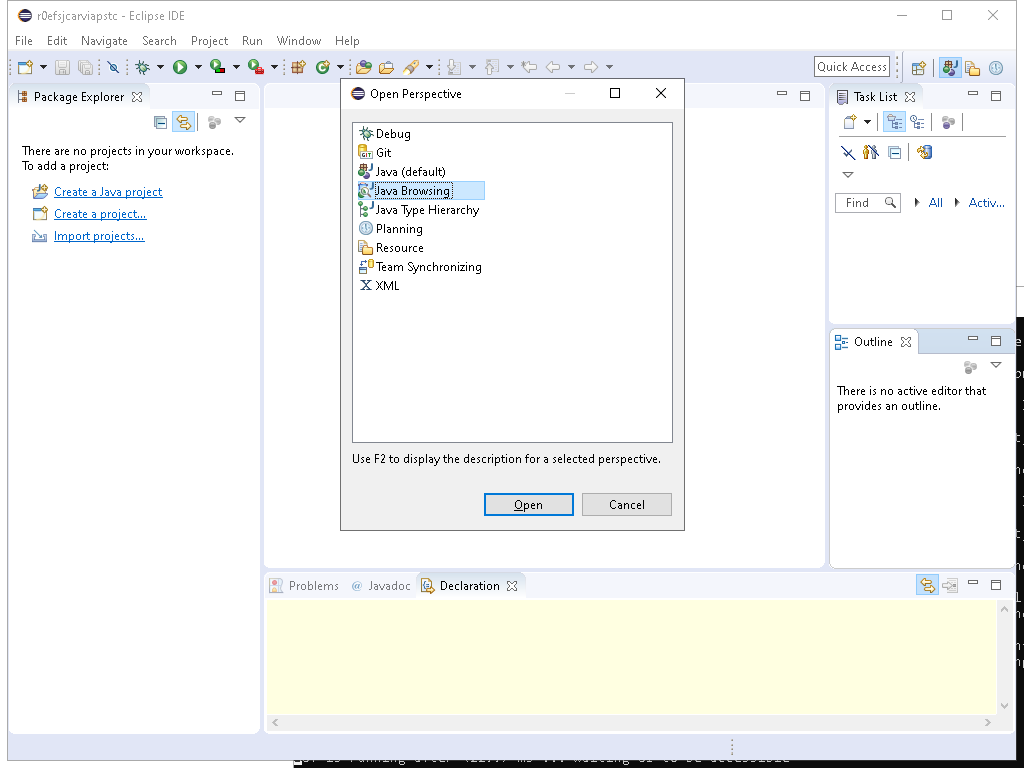 r0efsjcarviapstc - Eclipse IDE
File Edit Navigate Search Project Run Window Help
Quick Access
Package Explorer
There are no projects in your workspace.
To add a project:
Create a Java project
Create a project...
Import projects...
Open Perspective
Debug
GIT Git
Java (default)
Java Browsing
Java Type Hierarchy
Planning
Resource
Team Synchronizing
X XML
Use F2 to display the description for a selected perspective.
Open Cancel
Task List
Find All Activ...
Outline
There is no active editor that
provides an outline.
Problems @ Javadoc Declaration